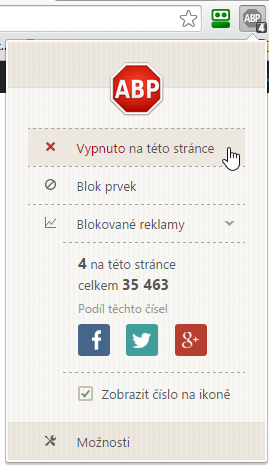 ABP
4
ABP
Vypnuto na této stránce
Blok prvek
Blokované reklamy
4 na této stránce
celkem 35 463
Podíl těchto čísel
f
g+
Zobrazit číslo na ikoně
Možnosti